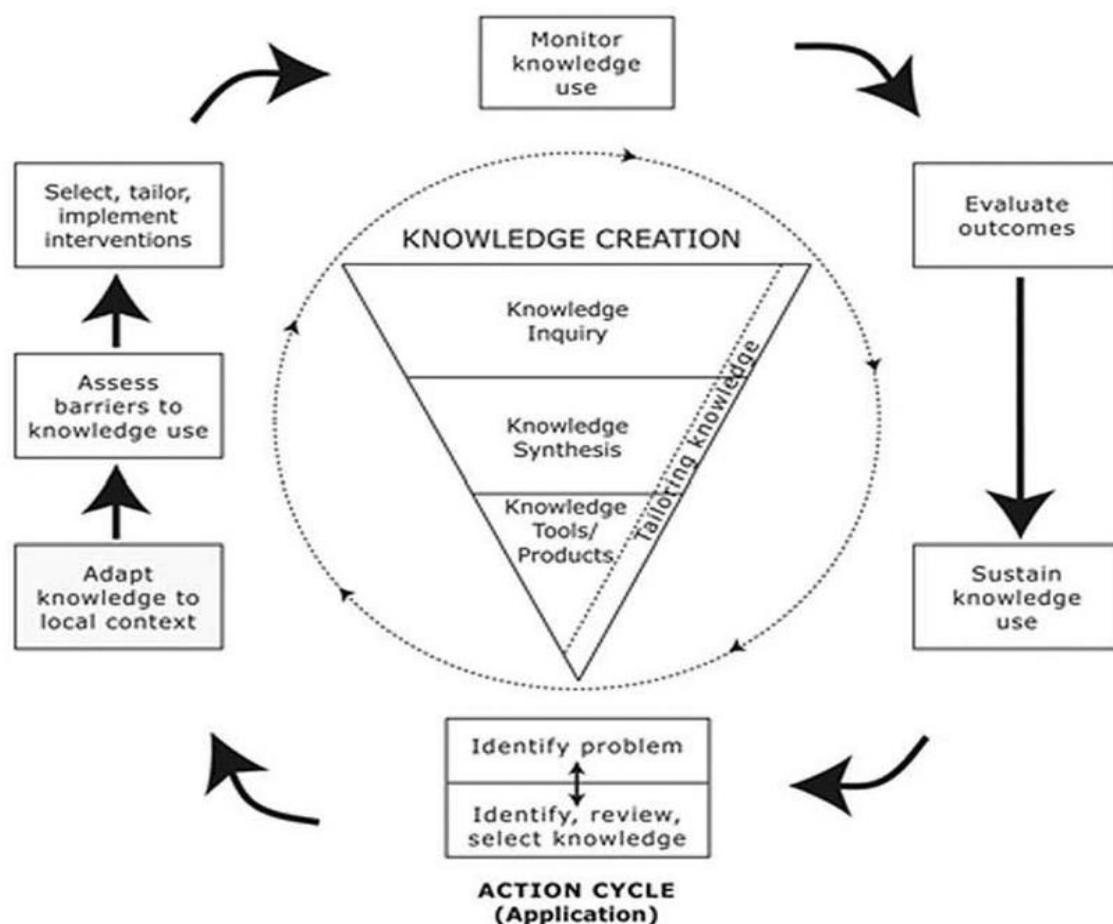 Monitor
knowledge
use
Select, tailor,
implement
interventions
Evaluate
outcomes
KNOWLEDGE CREATION
Knowledge
Inquiry
Knowledge
Synthesis
Knowledge
Tools/
Products
Tailoring knowledge
Assess
barriers to
knowledge use
Adapt
knowledge to
local context
Sustain
knowledge
use
Identify problem
Identify, review,
select knowledge
ACTION CYCLE
(Application)